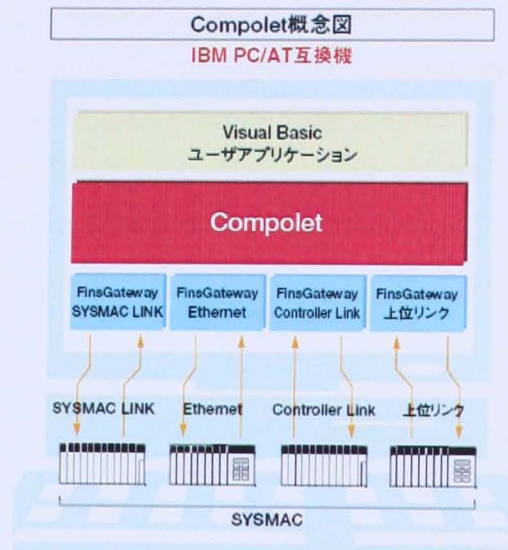 Compolet概念図
IBM PC/AT互換機
Visual Basic
ユーザアプリケーション
Compolet
FinsGateway
SYSMAC LINK
FinsGateway
Ethernet
FinsGateway
Controller Link
FinsGateway
上位リンク
SYSMAC LINK
Ethernet
Controller Link
上位リンク
SYSMAC